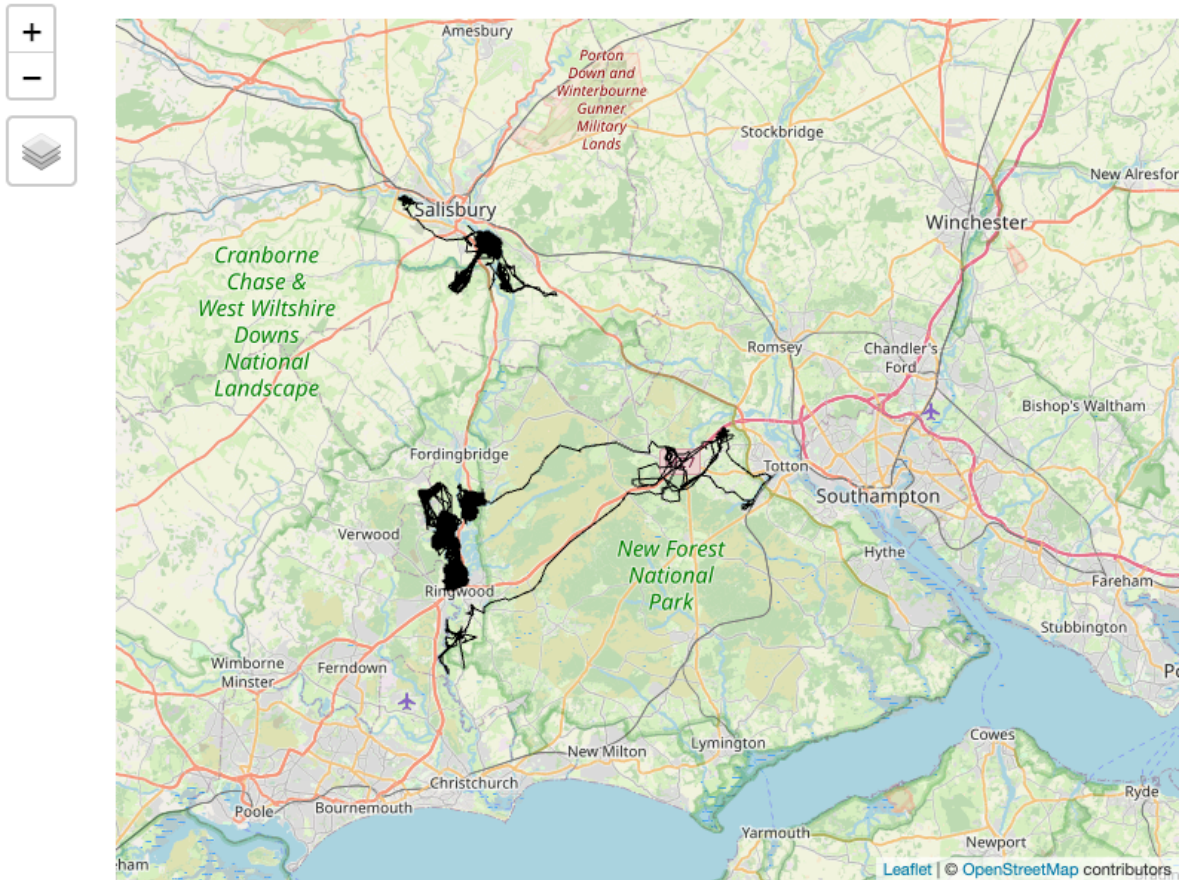 +
−
Amesbury
Porton
Down and
Winterbourne
Gunner
Military
Lands
Stockbridge
New Alresfor
Salisbury
Winchester
Cranborne
Chase &
West Wiltshire
Downs
National
Landscape
Romsey
Chandler's
Ford
Bishop's Waltham
Fordingbridge
Totton
Southampton
Verwood
New Forest
National
Park
Hythe
Ringwood
Fareham
Stubbington
Wimborne
Minster
Ferndown
Po
New Milton
Lymington
Cowes
Christchurch
Ryde
Poole
Bournemouth
Yarmouth
Newport
eham
Leaflet | © OpenStreetMap contributors